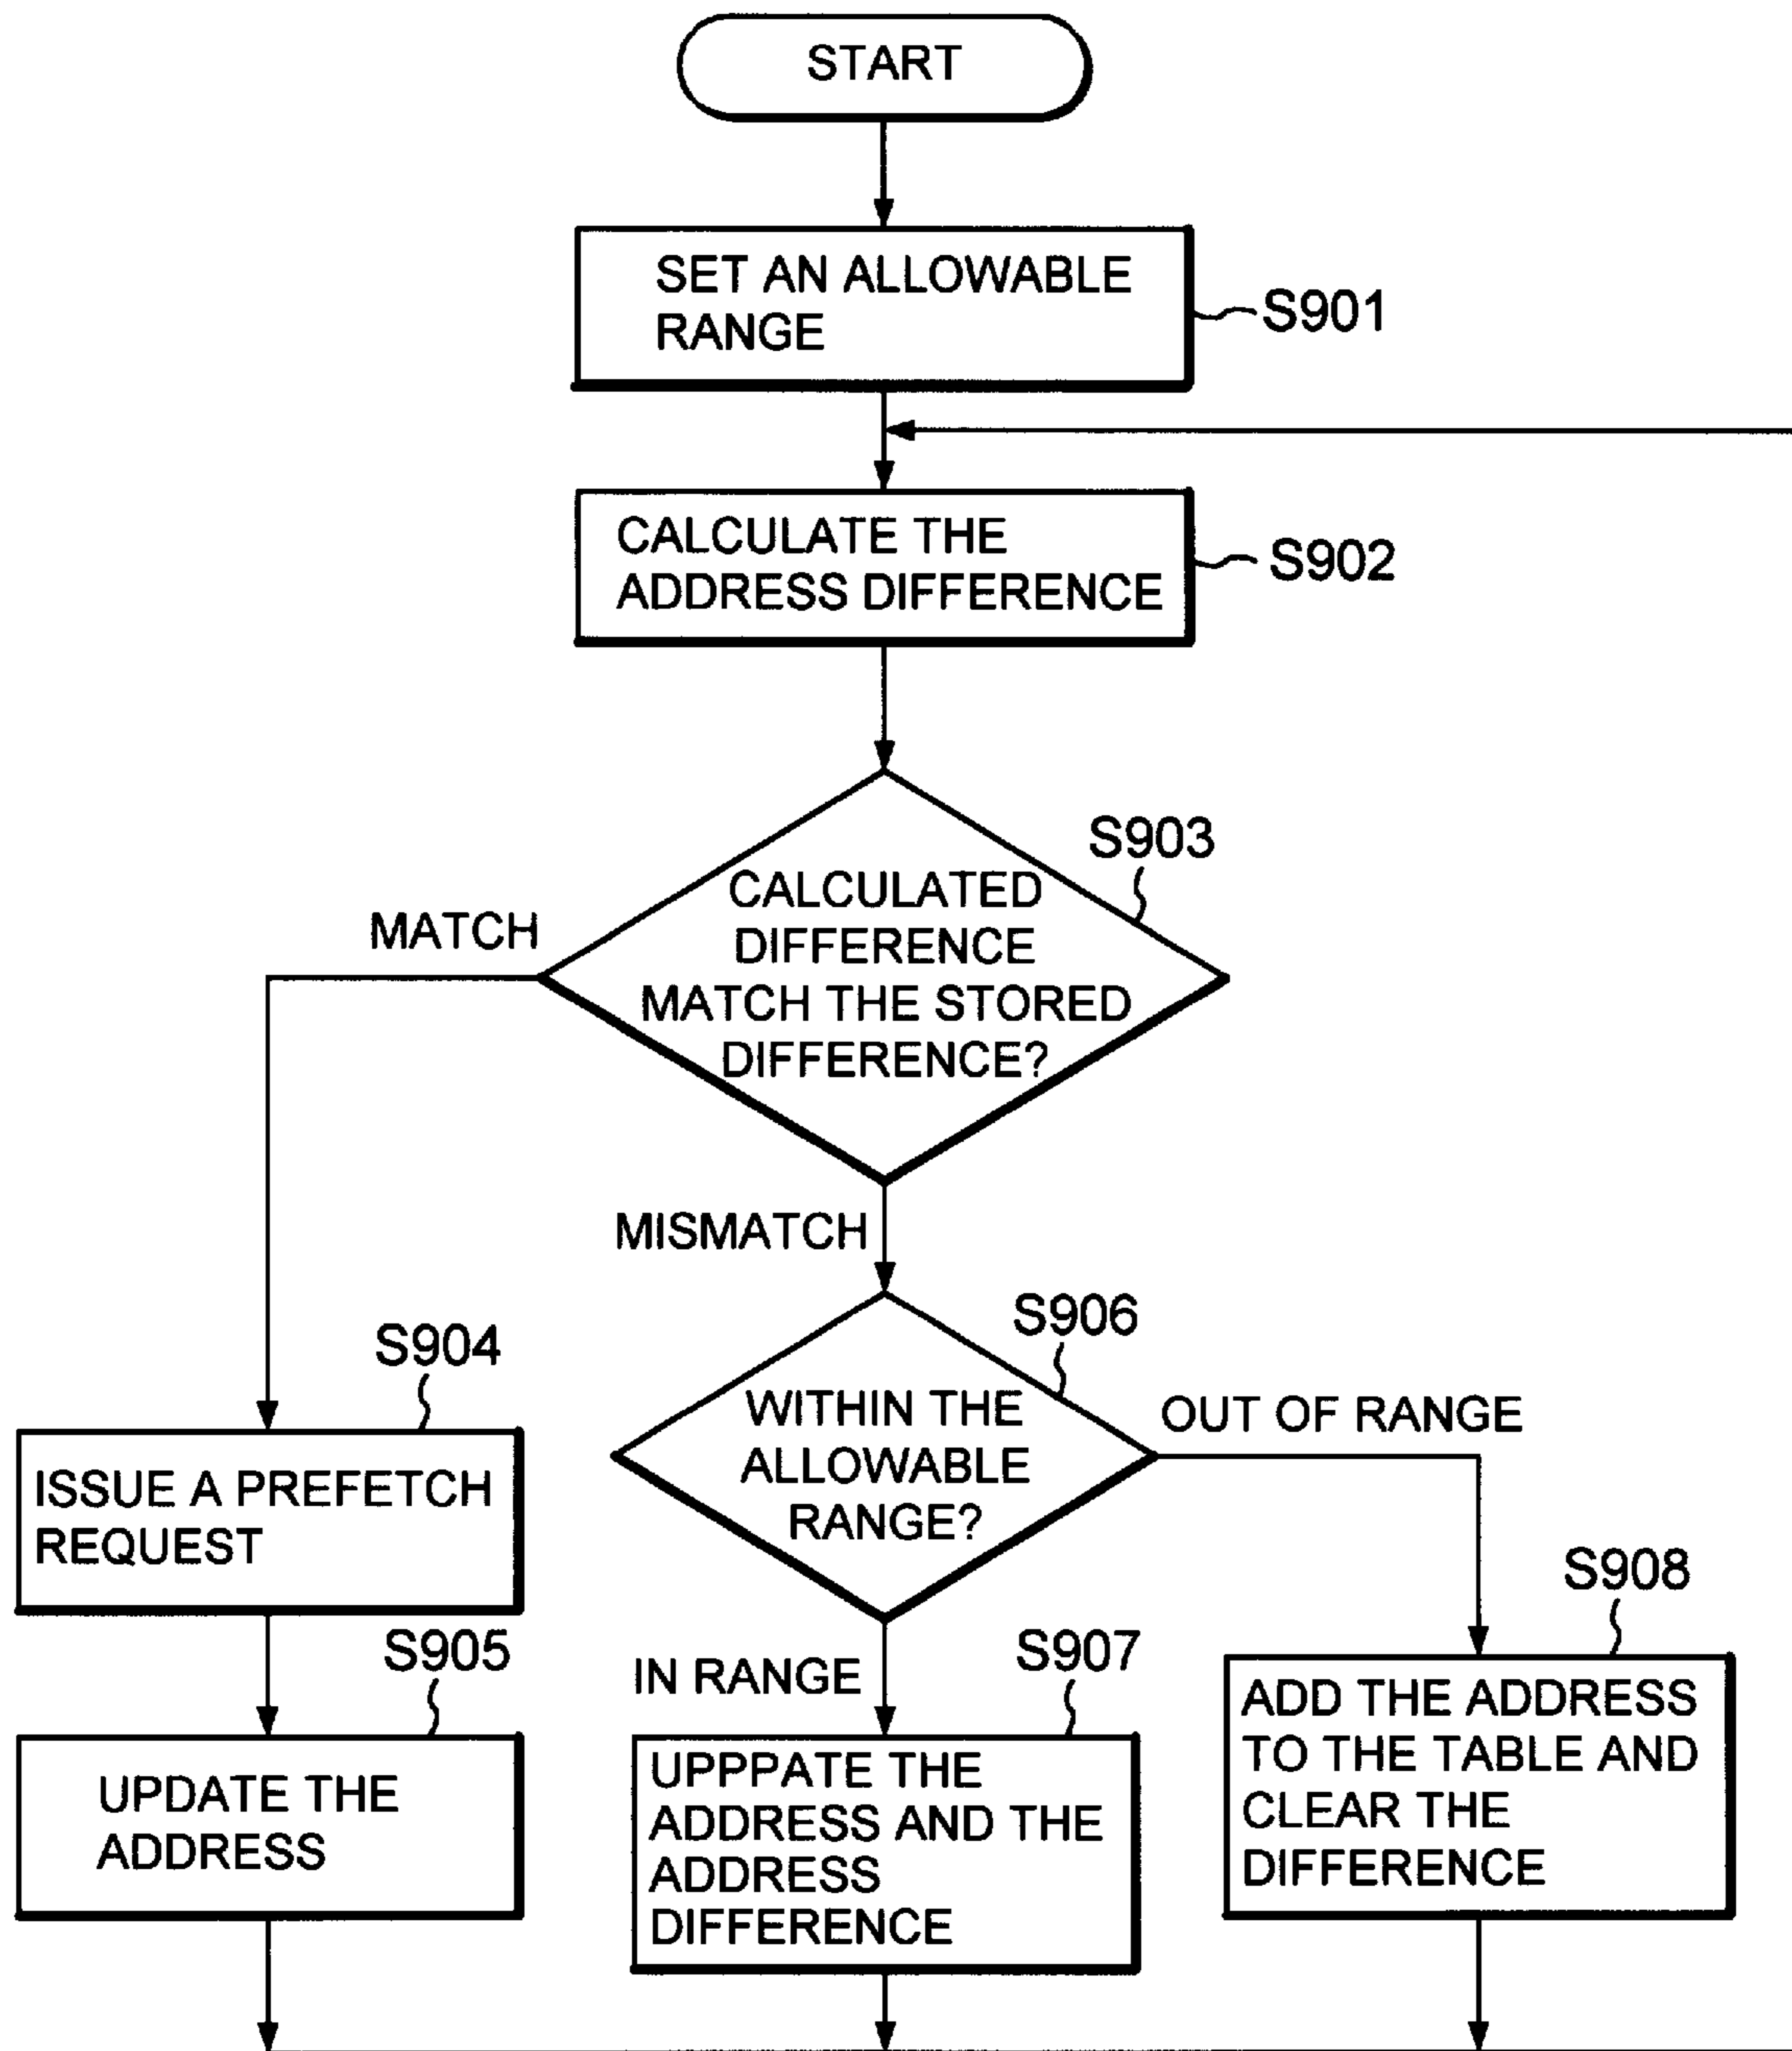 START
SET AN ALLOWABLE
RANGE
S901
CALCULATE THE
ADDRESS DIFFERENCE
S902
S903
CALCULATED
DIFFERENCE
MATCH THE STORED
DIFFERENCE?
MATCH
MISMATCH
S904
ISSUE A PREFETCH
REQUEST
S905
UPDATE THE
ADDRESS
S906
WITHIN THE
ALLOWABLE
RANGE?
OUT OF RANGE
IN RANGE
S907
UPPPATE THE
ADDRESS AND THE
ADDRESS
DIFFERENCE
S908
ADD THE ADDRESS
TO THE TABLE AND
CLEAR THE
DIFFERENCE